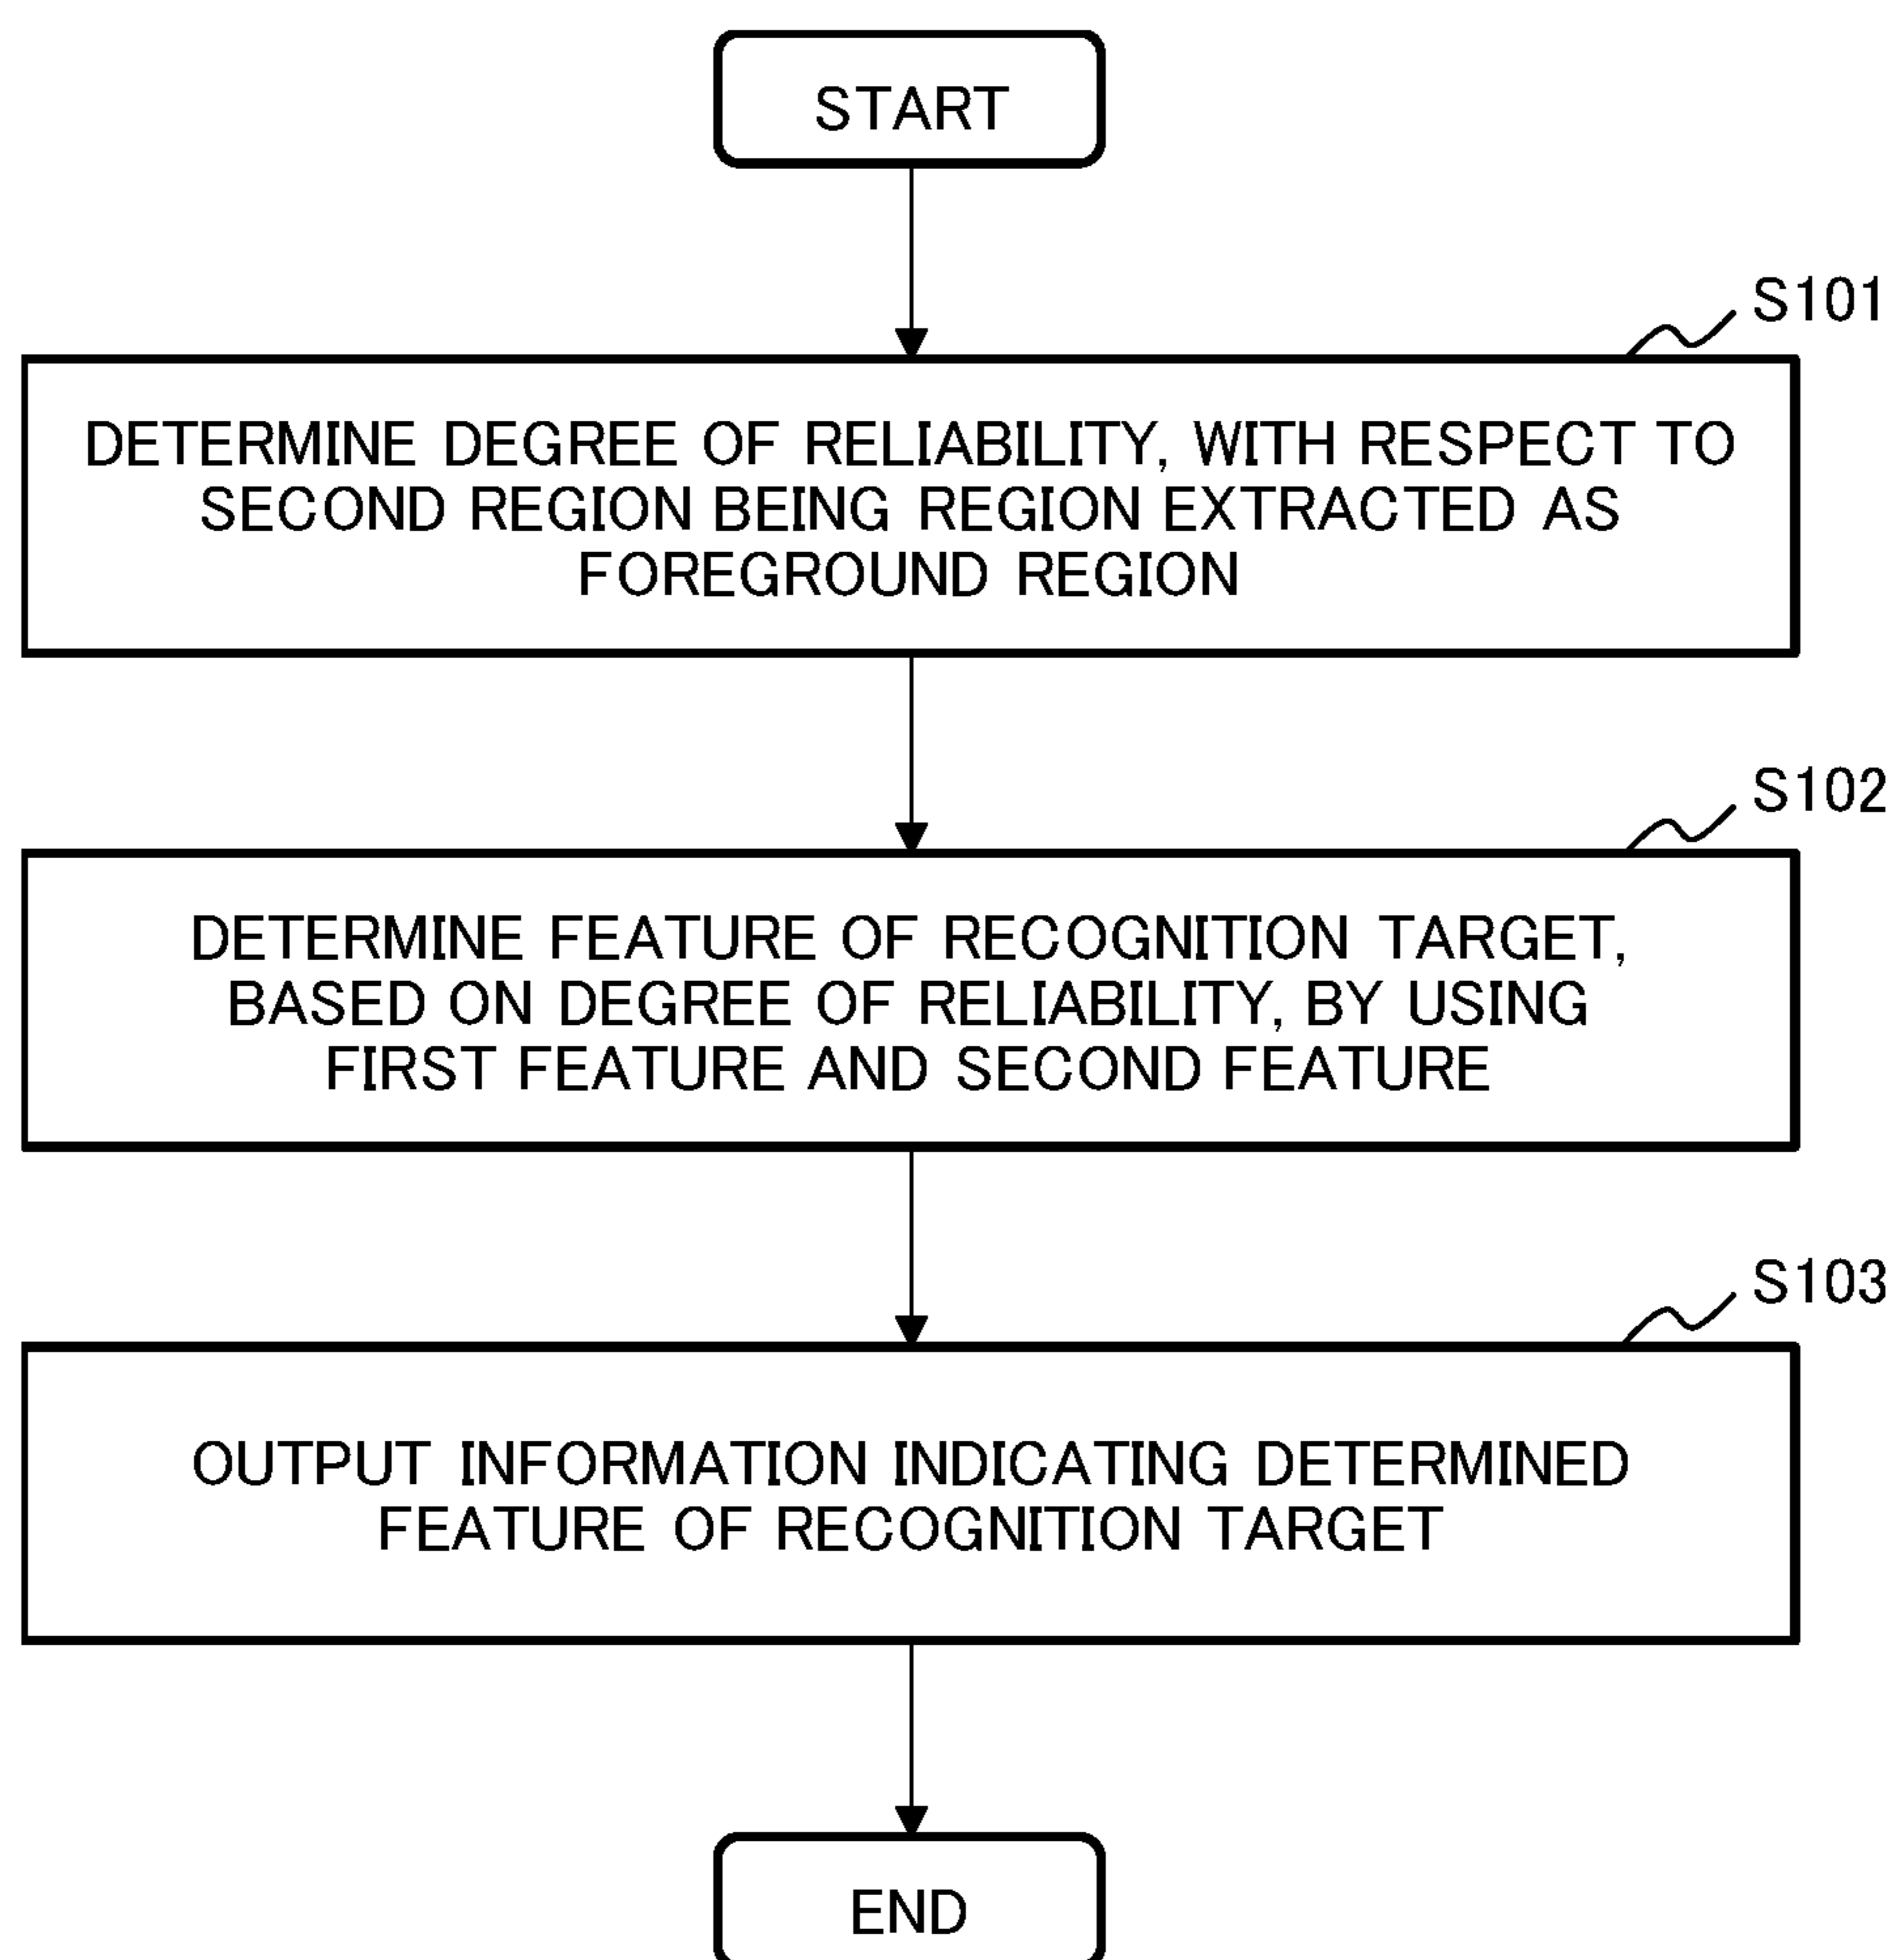 START
S101
DETERMINE DEGREE OF RELIABILITY, WITH RESPECT TO
SECOND REGION BEING REGION EXTRACTED AS
FOREGROUND REGION
S102
DETERMINE FEATURE OF RECOGNITION TARGET,
BASED ON DEGREE OF RELIABILITY, BY USING
FIRST FEATURE AND SECOND FEATURE
S103
OUTPUT INFORMATION INDICATING DETERMINED
FEATURE OF RECOGNITION TARGET
END